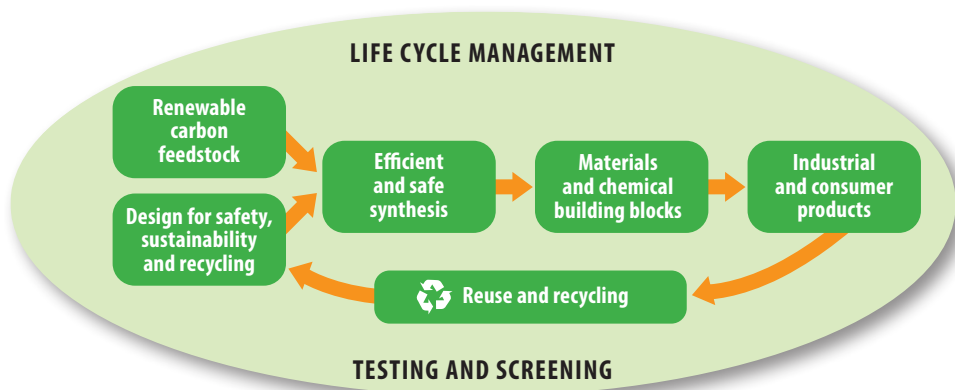 LIFE CYCLE MANAGEMENT
Renewable
carbon
feedstock
Design for safety,
sustainability
and recycling
Efficient
and safe
synthesis
Materials
and chemical
building blocks
Industrial
and consumer
products
Reuse and recycling
TESTING AND SCREENING